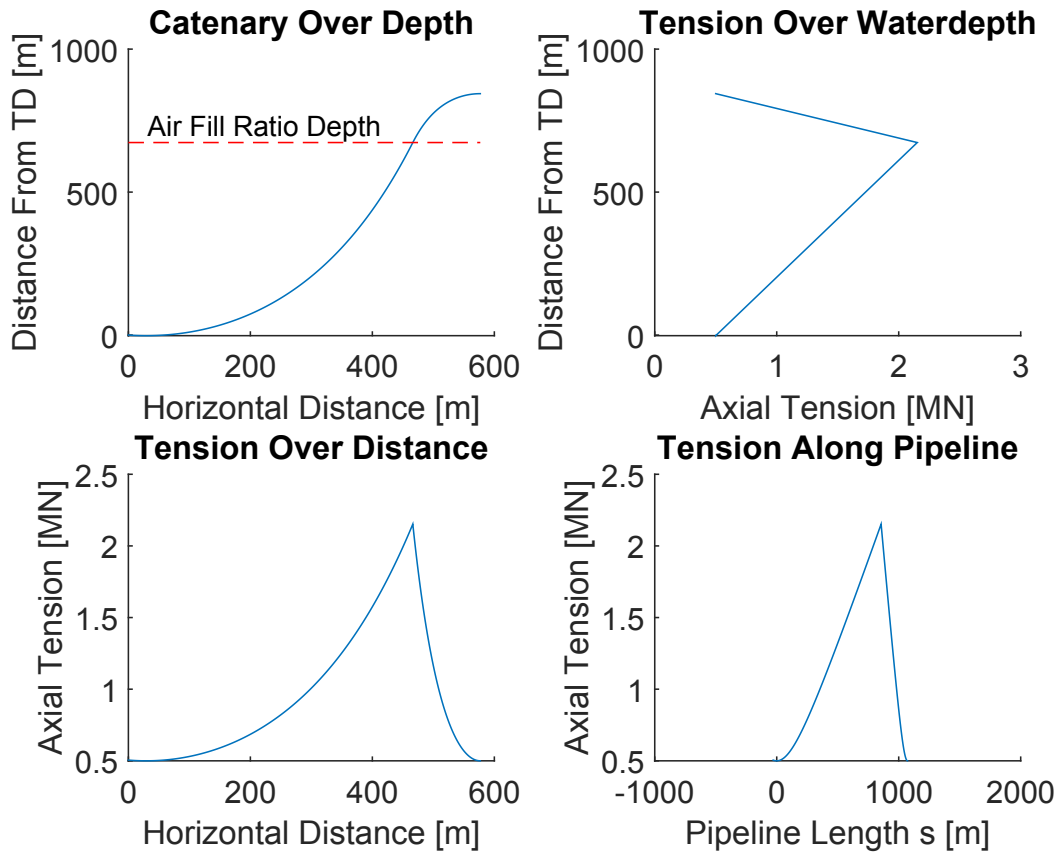 Catenary Over Depth
Distance From TD [m]
1000
500
0
Air Fill Ratio Depth
0 200 400 600
Horizontal Distance [m]
Tension Over Waterdepth
Distance From TD [m]
1000
500
0
0 1 2 3
Axial Tension [MN]
Tension Over Distance
Axial Tension [MN]
2.5
2
1.5
1
0.5
0 200 400 600
Horizontal Distance [m]
Tension Along Pipeline
Axial Tension [MN]
2.5
2
1.5
1
0.5
-1000 0 1000 2000
Pipeline Length s [m]